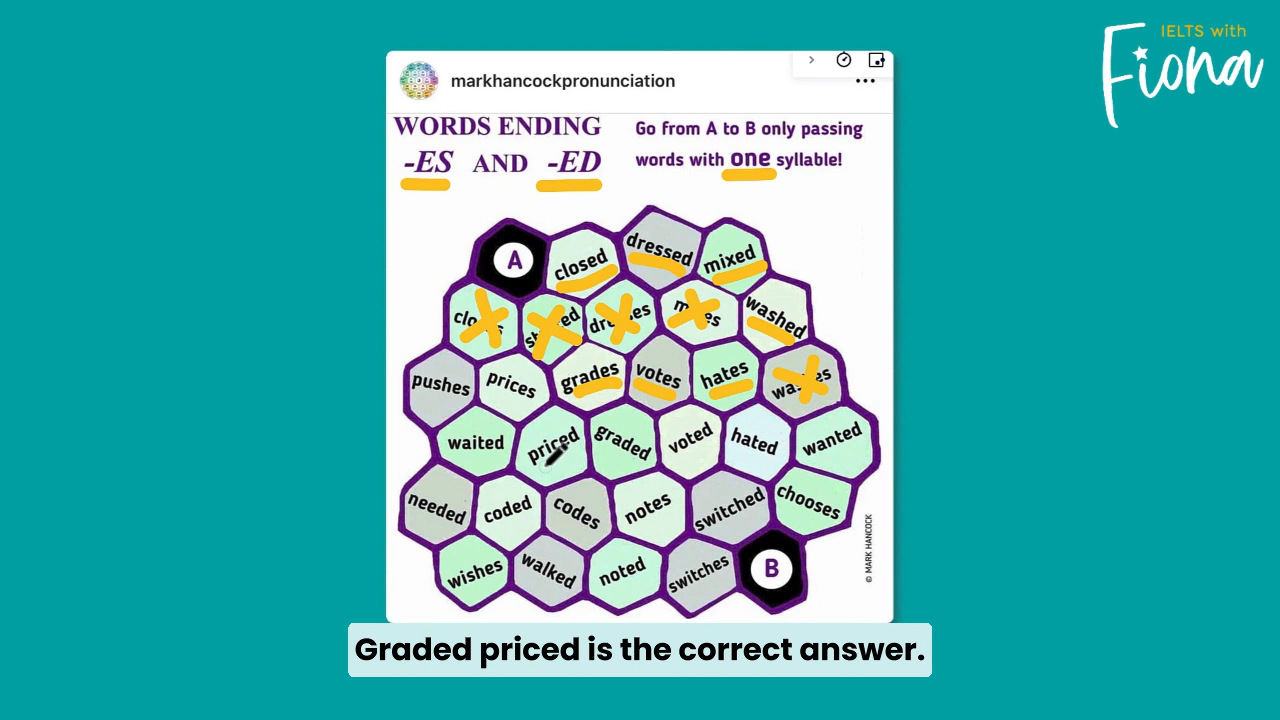 IELTS with
Fiona
markhancockpronunciation
WORDS ENDING
-ES AND -ED
Go from A to B only passing
words with one syllable!
A
closed
dressed
mixed
washed
pushes
prices
grades
votes
hates
waited
priced
graded
voted
hated
wanted
needed
coded
codes
notes
switched
chooses
wishes
walked
noted
switches
B
© MARK HANCOCK
Graded priced is the correct answer.